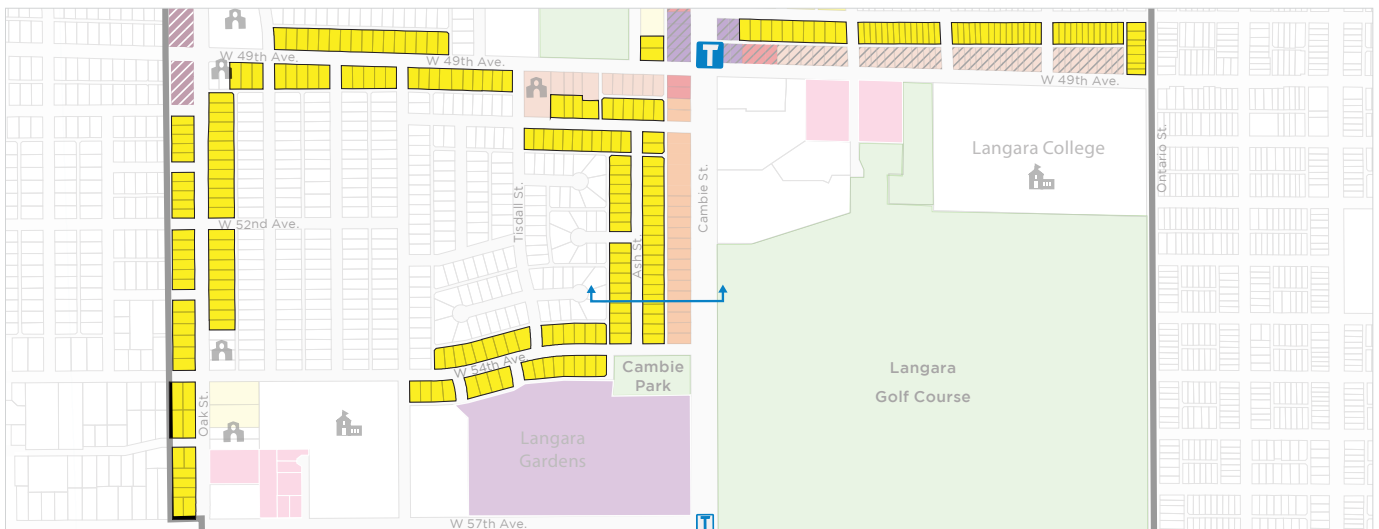 W 49th Ave.
W 49th Ave.
T
W 49th Ave.
Langara College
Ontario St.
Tisdall St.
Cambie St.
W 52nd Ave.
Ash St.
W 54th Ave.
Cambie
Park
Langara
Golf Course
Oak St.
Langara
Gardens
W 57th Ave.
T